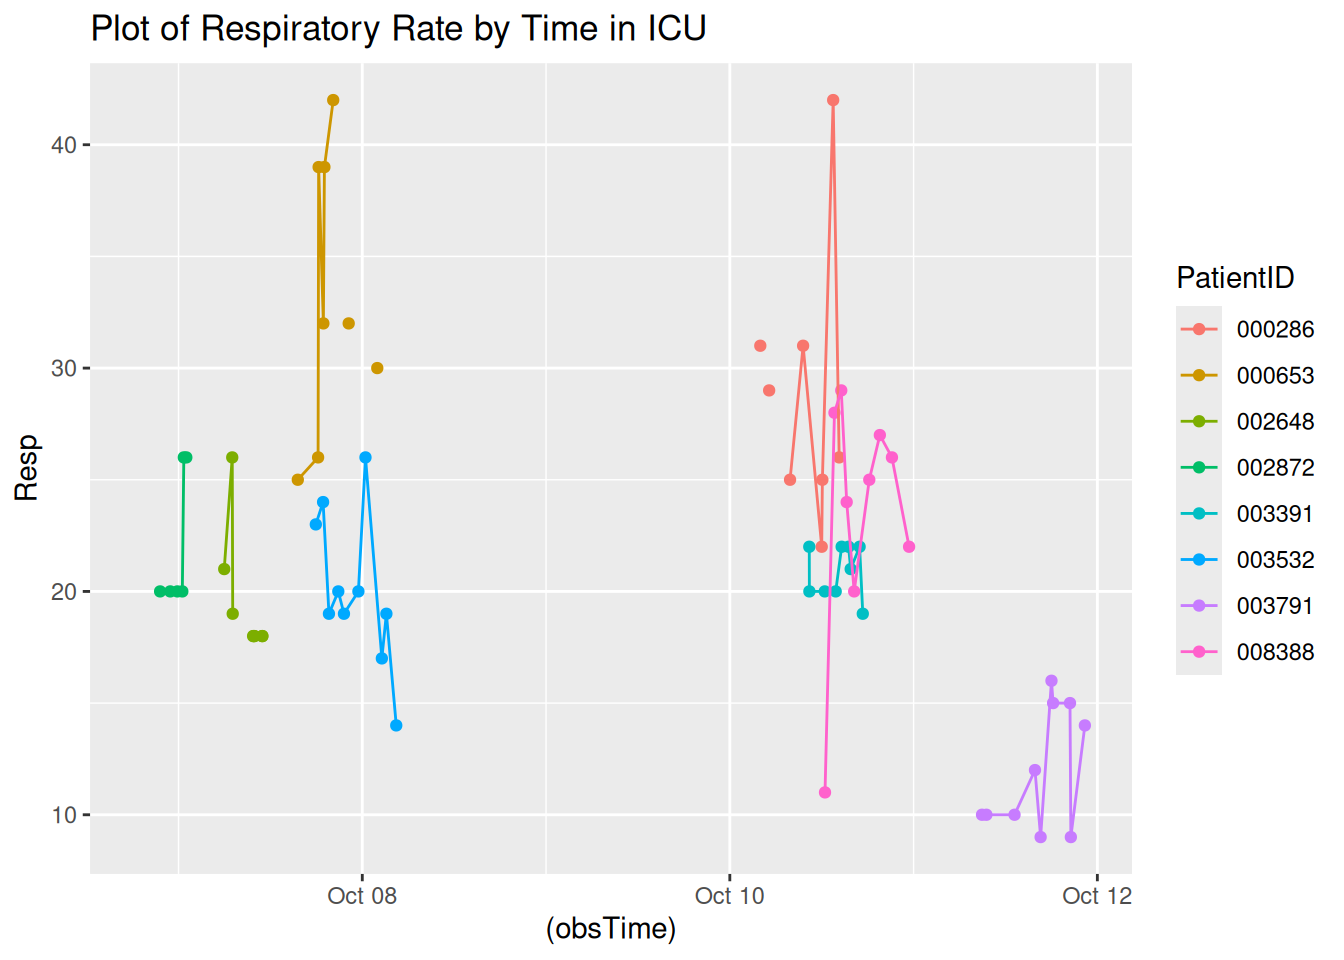 Plot of Respiratory Rate by Time in ICU
Resp
40
30
20
10
Oct 08
Oct 10
Oct 12
(obsTime)
PatientID
000286
000653
002648
002872
003391
003532
003791
008388